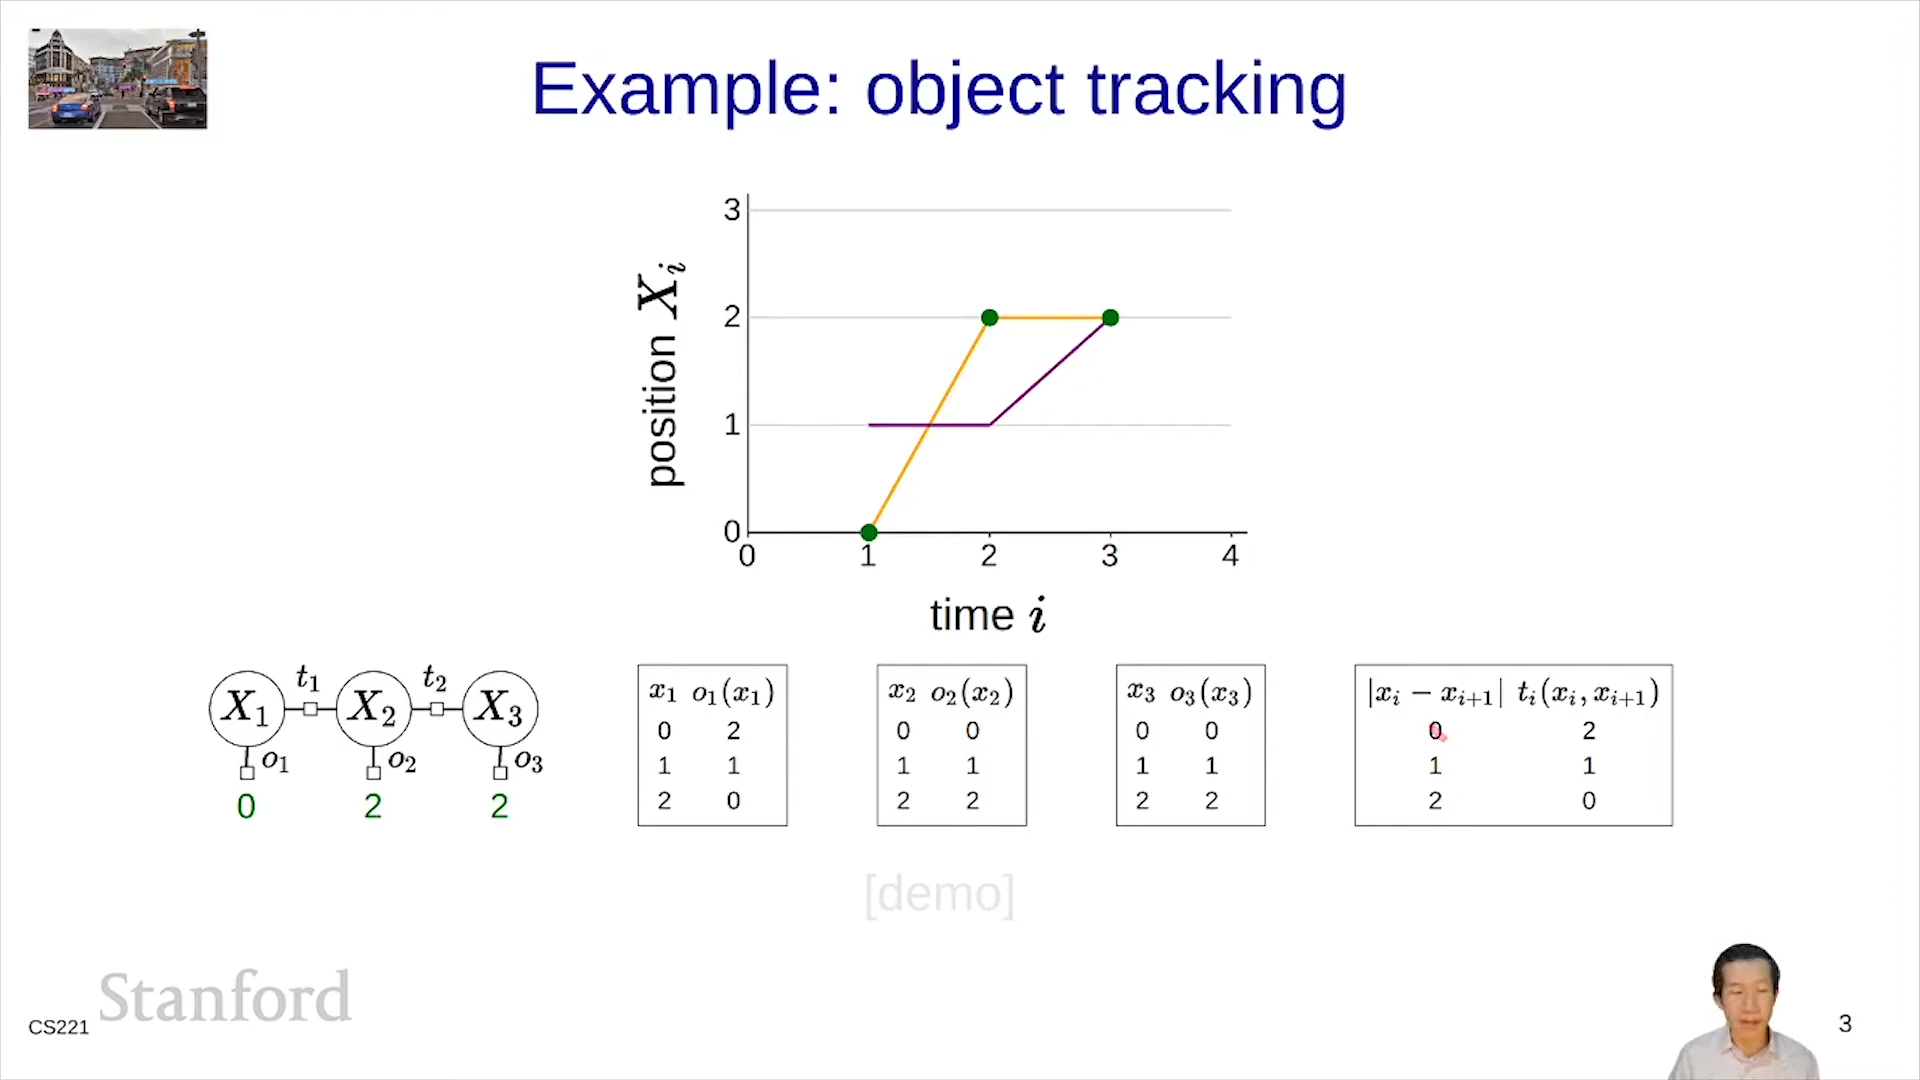 Example: object tracking
3
2
1
0
position X_i
0 1 2 3 4
time i
t_1 t_2
X_1 X_2 X_3
o_1 o_2 o_3
0 2 2
x_1 o_1(x_1)
0 2
1 1
2 0
x_2 o_2(x_2)
0 0
1 1
2 2
x_3 o_3(x_3)
0 0
1 1
2 2
|x_i − x_{i+1}| t_i(x_i, x_{i+1})
0 2
1 1
2 0
[demo]
Stanford
CS221
3